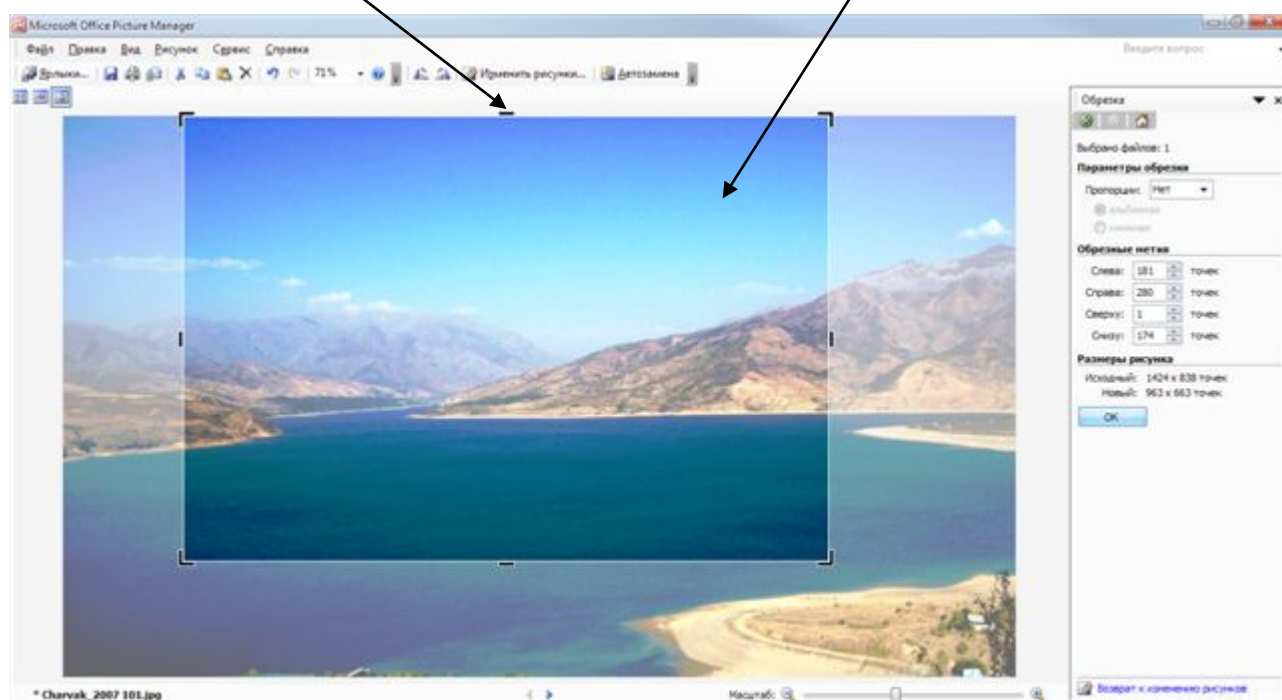 Microsoft Office Picture Manager
Файл Правка Вид Рисунок Сервис Справка
Введите вопрос
Ярлыки... 71% Изменить рисунки... Автозамена
Обрезка
Выбрано файлов: 1
Параметры обрезки
Пропорции: Нет
альбомная
книжная
Обрезные метки
Слева: 181 точек
Справа: 280 точек
Сверху: 1 точек
Снизу: 174 точек
Размеры рисунка
Исходный: 1424 x 838 точек
Новый: 963 x 663 точек
OK
* Charvak_2007 101.jpg
Масштаб:
Возврат к изменению рисунков